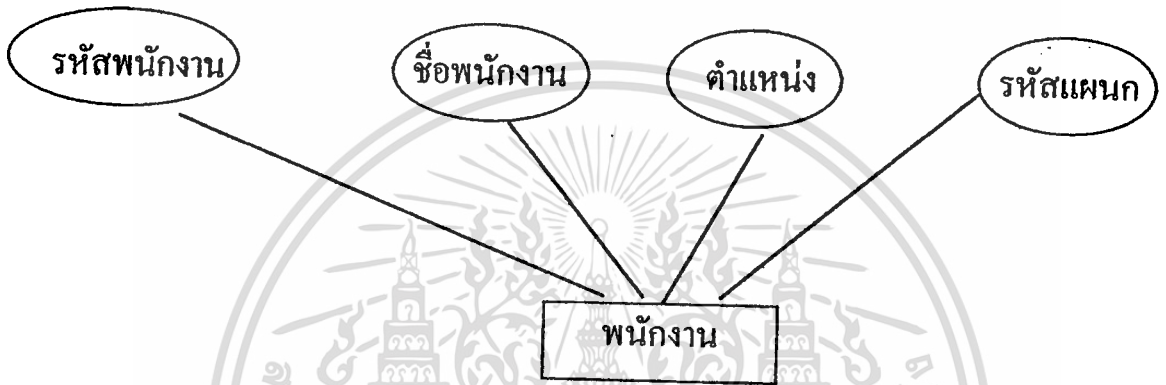 รหัสพนักงาน
ชื่อพนักงาน
ตำแหน่ง
รหัสแผนก
พนักงาน